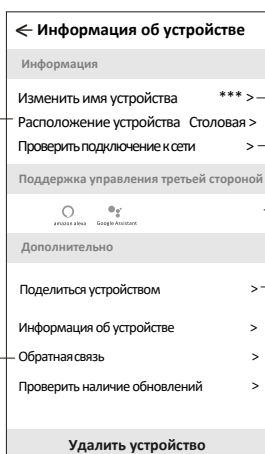 ← Информация об устройстве
Информация
Изменить имя устройства *** >
Расположение устройства Столовая >
Проверить подключение к сети >
Поддержка управления третьей стороной
amazon alexa Google Assistant
Дополнительно
Поделиться устройством >
Информация об устройстве >
Обратная связь >
Проверить наличие обновлений >
Удалить устройство